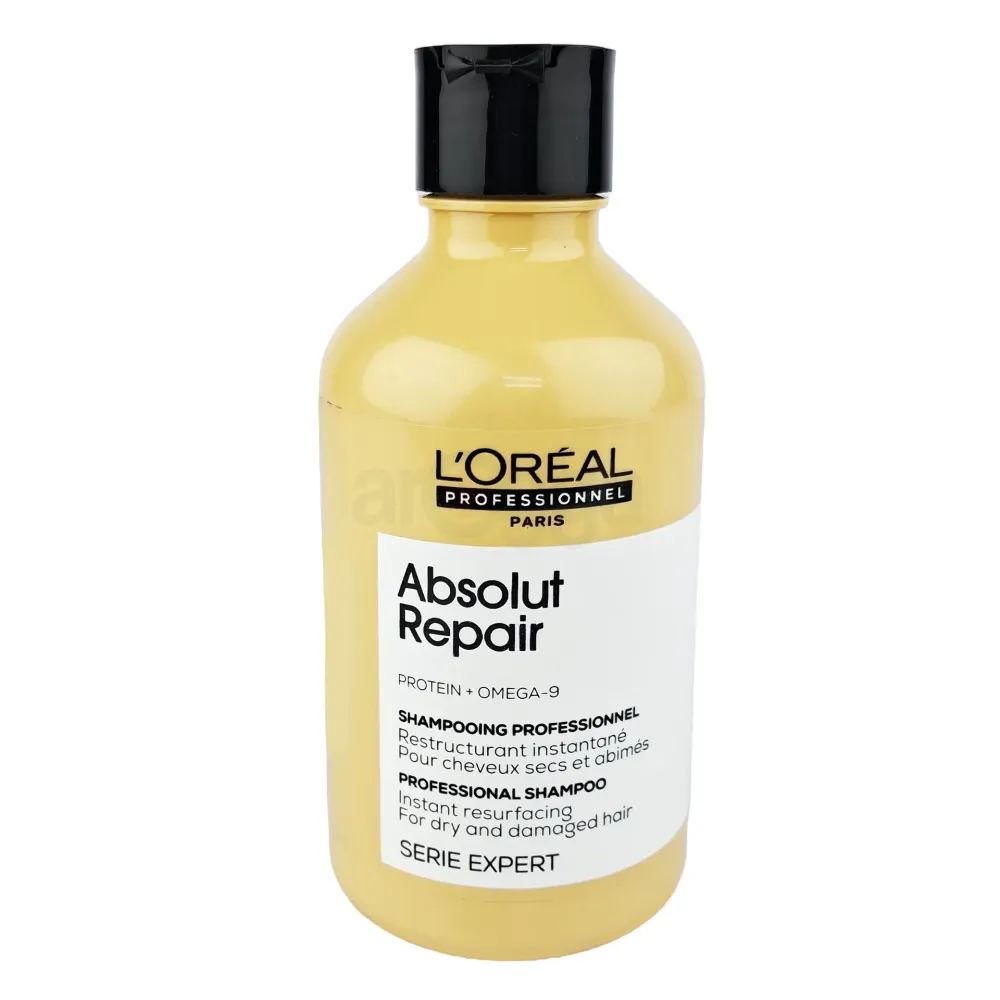 L'ORÉAL
PROFESSIONNEL
PARIS
Absolut
Repair
PROTEIN + OMEGA-9
SHAMPOOING PROFESSIONNEL
Restructurant instantané
Pour cheveux secs et abimés
PROFESSIONAL SHAMPOO
Instant resurfacing
For dry and damaged hair
SERIE EXPERT